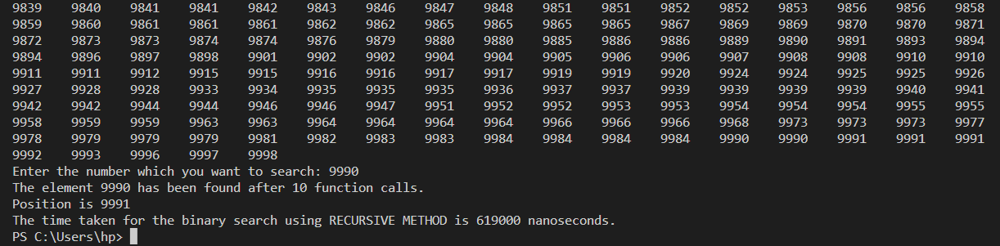 9839 9840 9841 9841 9842 9843 9846 9847 9848 9851 9851 9852 9852 9853 9856 9856 9858
9859 9860 9861 9861 9861 9862 9862 9865 9865 9865 9865 9867 9869 9869 9870 9870 9871
9872 9873 9873 9874 9874 9876 9879 9880 9880 9885 9886 9886 9889 9890 9891 9893 9894
9894 9896 9897 9898 9901 9902 9902 9904 9904 9905 9906 9906 9907 9908 9908 9910 9910
9911 9911 9912 9915 9915 9916 9916 9917 9917 9919 9919 9920 9924 9924 9925 9925 9926
9927 9928 9928 9933 9934 9935 9935 9935 9936 9937 9937 9939 9939 9939 9939 9940 9941
9942 9942 9944 9944 9946 9946 9947 9951 9952 9952 9953 9953 9954 9954 9954 9955 9955
9958 9959 9959 9963 9963 9964 9964 9964 9964 9966 9966 9966 9968 9973 9973 9973 9977
9978 9979 9979 9979 9981 9982 9983 9983 9984 9984 9984 9984 9990 9990 9991 9991 9991
9992 9993 9996 9997 9998
Enter the number which you want to search: 9990
The element 9990 has been found after 10 function calls.
Position is 9991
The time taken for the binary search using RECURSIVE METHOD is 619000 nanoseconds.
PS C:\Users\hp>